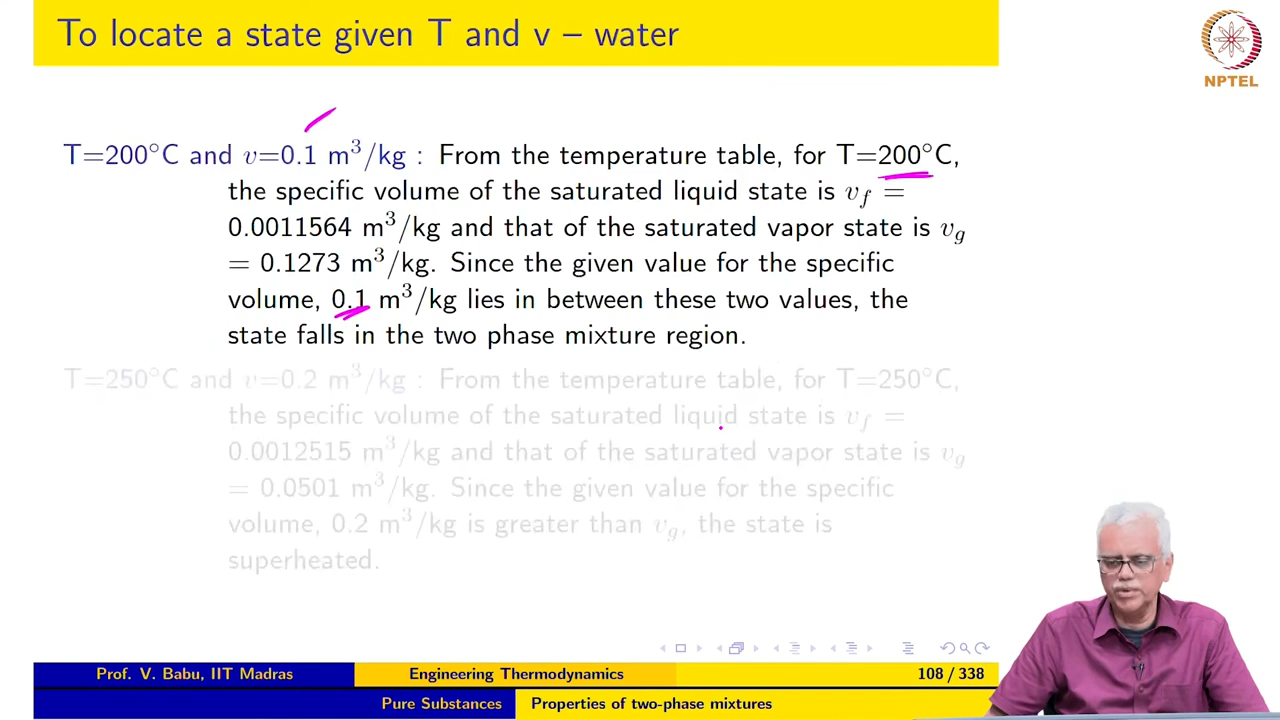 To locate a state given T and v – water
NPTEL
T=200°C and v=0.1 m³/kg : From the temperature table, for T=200°C,
the specific volume of the saturated liquid state is v_f =
0.0011564 m³/kg and that of the saturated vapor state is v_g
= 0.1273 m³/kg. Since the given value for the specific
volume, 0.1 m³/kg lies in between these two values, the
state falls in the two phase mixture region.
T=250°C and v=0.2 m³/kg : From the temperature table, for T=250°C,
the specific volume of the saturated liquid state is v_f =
0.0012515 m³/kg and that of the saturated vapor state is v_g
= 0.0501 m³/kg. Since the given value for the specific
volume, 0.2 m³/kg is greater than v_g, the state is
superheated.
Prof. V. Babu, IIT Madras Engineering Thermodynamics 108 / 338
Pure Substances Properties of two-phase mixtures